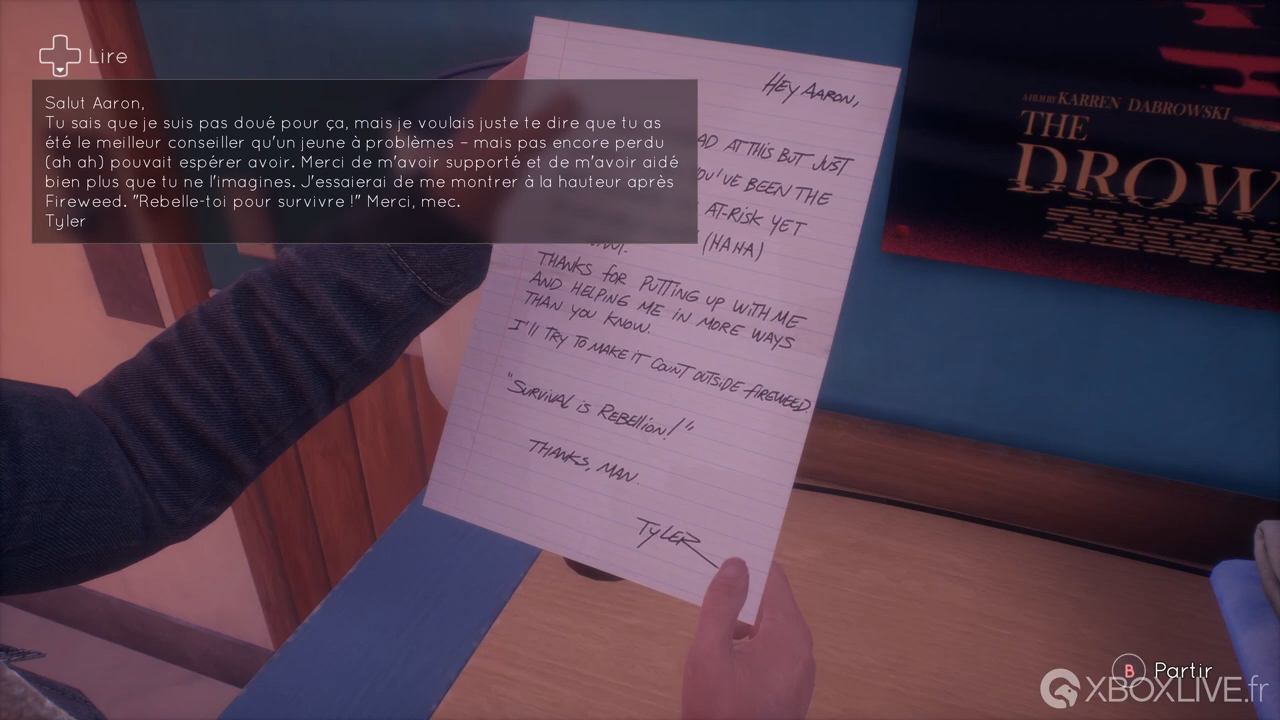 Lire
Salut Aaron,
Tu sais que je suis pas doué pour ça, mais je voulais juste te dire que tu as
été le meilleur conseiller qu'un jeune à problèmes – mais pas encore perdu
(ah ah) pouvait espérer avoir. Merci de m'avoir supporté et de m'avoir aidé
bien plus que tu ne l'imagines. J'essaierai de me montrer à la hauteur après
Fireweed. "Rebelle-toi pour survivre !" Merci, mec.
Tyler
HEY AARON,
AT THIS BUT JUST
YOU'VE BEEN THE
AT-RISK YET
(HAHA)
THANKS FOR PUTTING UP WITH ME
AND HELPING ME IN MORE WAYS
THAN YOU KNOW.
I'LL TRY TO MAKE IT COUNT OUTSIDE FIREWEED.
"SURVIVAL IS REBELLION!"
THANKS, MAN.
TYLER
A FILM BY KARREN DABROWSKI
THE
DROW
B Partir
XBOXLIVE.fr